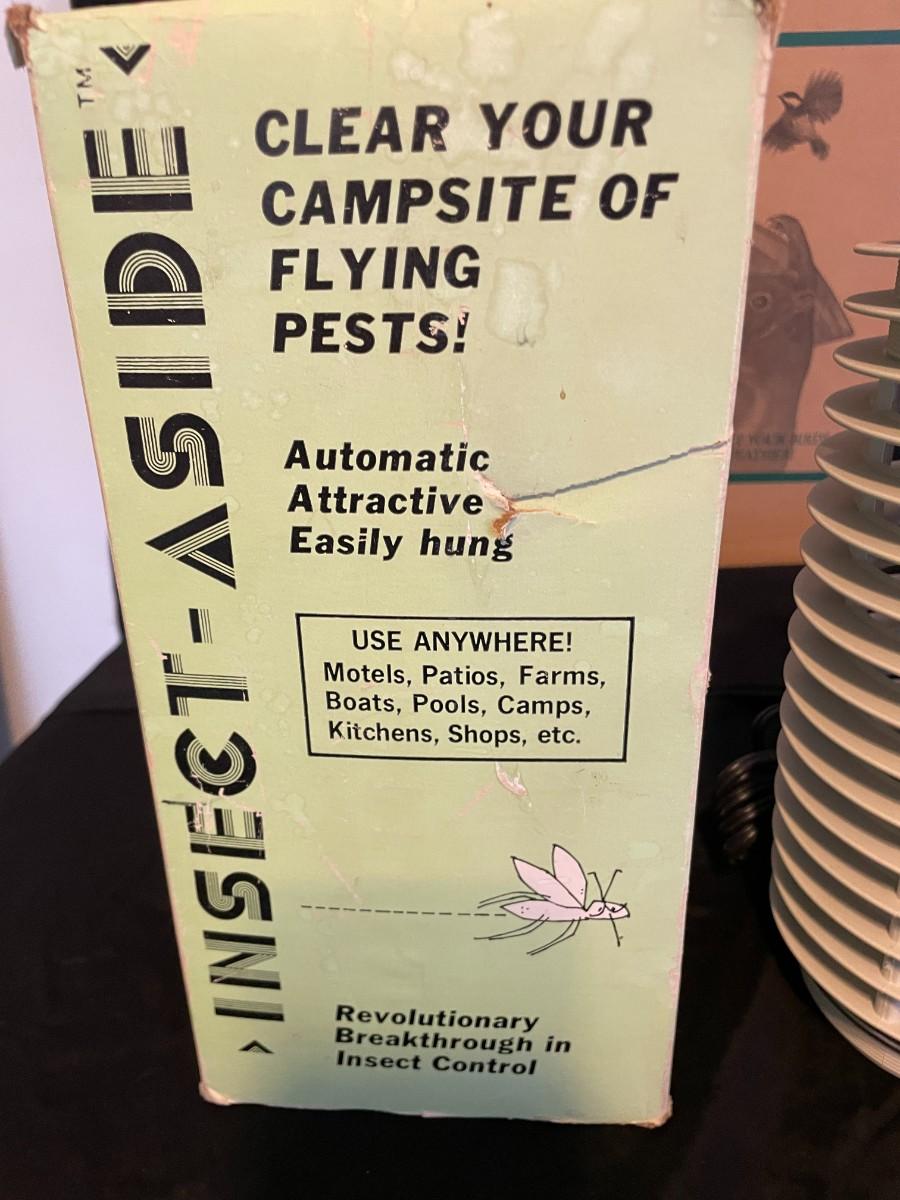 INSECT-ASIDE™
CLEAR YOUR
CAMPSITE OF
FLYING
PESTS!
Automatic
Attractive
Easily hung
USE ANYWHERE!
Motels, Patios, Farms,
Boats, Pools, Camps,
Kitchens, Shops, etc.
Revolutionary
Breakthrough in
Insect Control